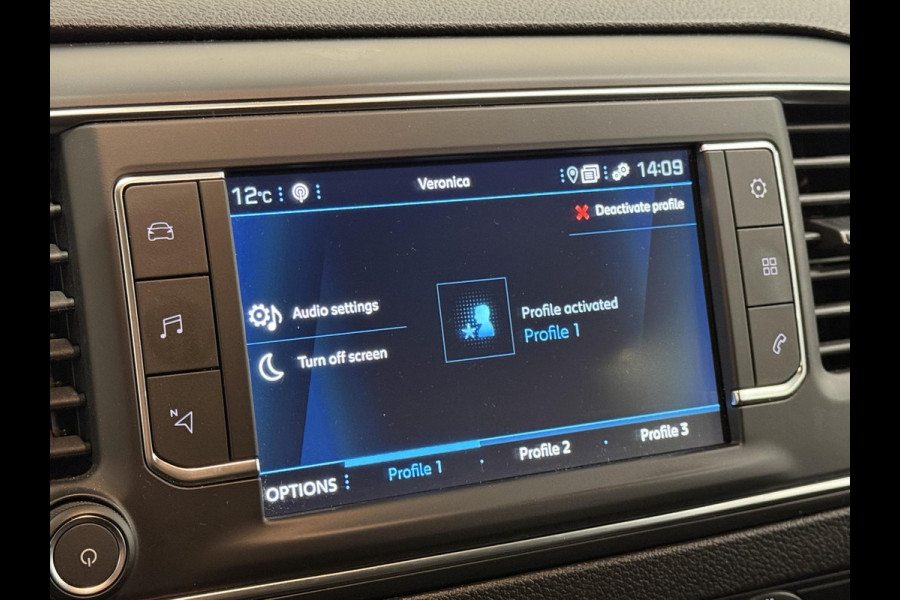 12°C
Veronica
14:09
Deactivate profile
Audio settings
Profile activated
Profile 1
Turn off screen
OPTIONS
Profile 1
Profile 2
Profile 3
N